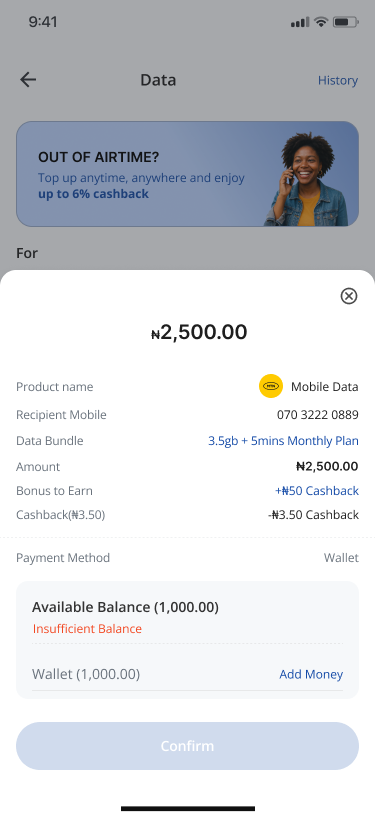 9:41
Data
History
OUT OF AIRTIME?
Top up anytime, anywhere and enjoy
up to 6% cashback
For
₦2,500.00
Product name
Mobile Data
Recipient Mobile
070 3222 0889
Data Bundle
3.5gb + 5mins Monthly Plan
Amount
₦2,500.00
Bonus to Earn
+₦50 Cashback
Cashback(₦3.50)
-₦3.50 Cashback
Payment Method
Wallet
Available Balance (1,000.00)
Insufficient Balance
Wallet (1,000.00)
Add Money
Confirm